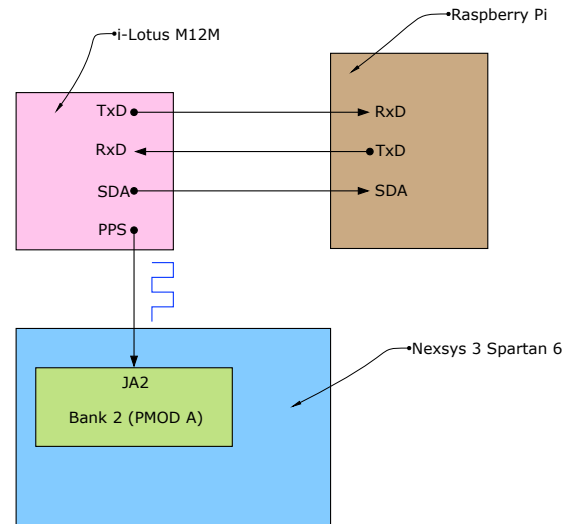 Raspberry Pi
i-Lotus M12M
TxD
RxD
RxD
TxD
SDA
SDA
PPS
Nexsys 3 Spartan 6
JA2
Bank 2 (PMOD A)